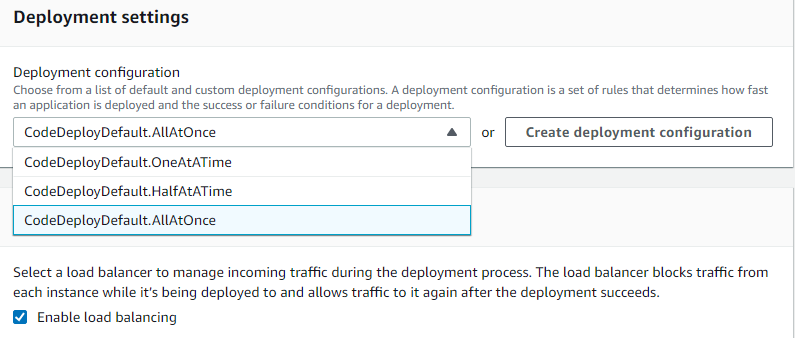 Deployment settings
Deployment configuration
Choose from a list of default and custom deployment configurations. A deployment configuration is a set of rules that determines how fast
an application is deployed and the success or failure conditions for a deployment.
CodeDeployDefault.AllAtOnce or Create deployment configuration
CodeDeployDefault.OneAtATime
CodeDeployDefault.HalfAtATime
CodeDeployDefault.AllAtOnce
Select a load balancer to manage incoming traffic during the deployment process. The load balancer blocks traffic from
each instance while it's being deployed to and allows traffic to it again after the deployment succeeds.
Enable load balancing